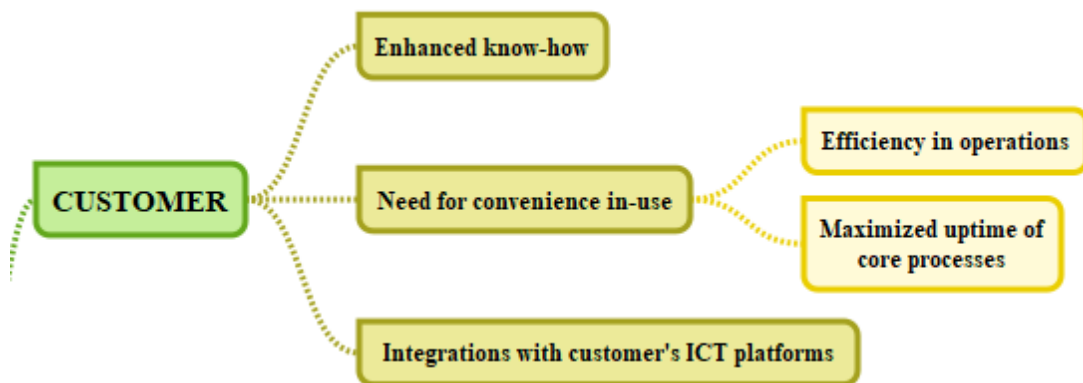 Enhanced know-how
CUSTOMER
Need for convenience in-use
Efficiency in operations
Maximized uptime of
core processes
Integrations with customer's ICT platforms